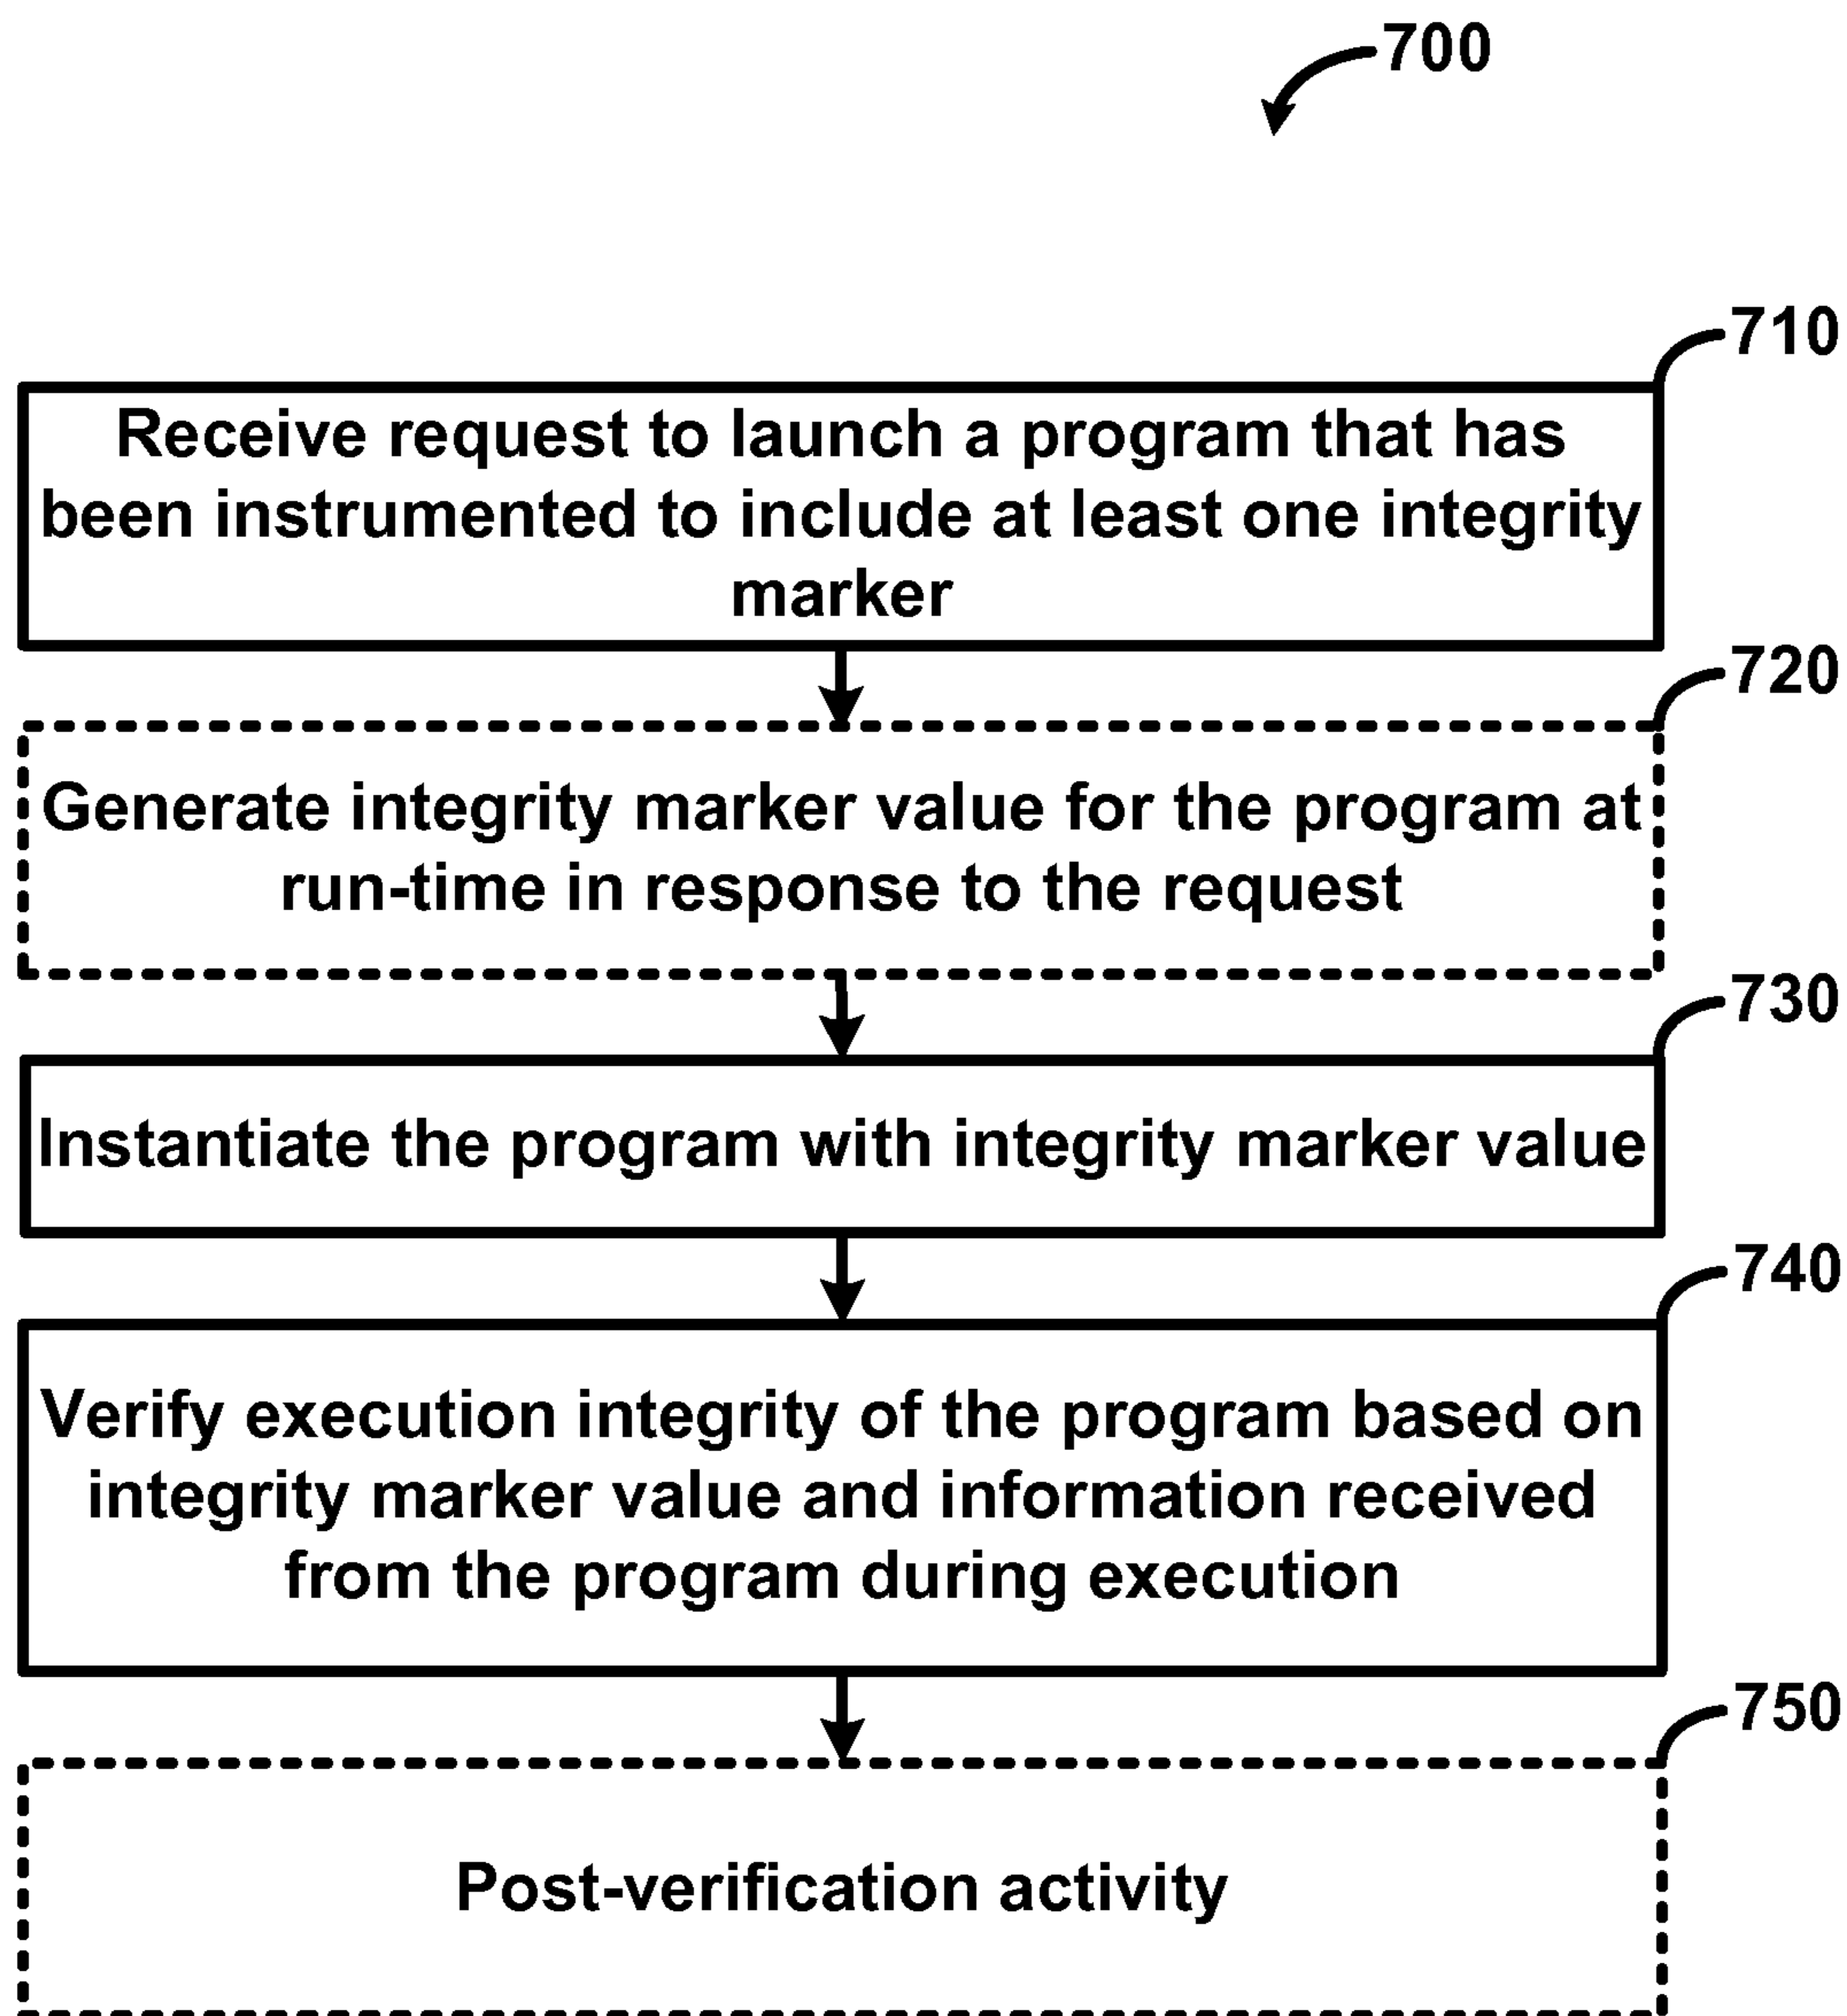 700
710
Receive request to launch a program that has
been instrumented to include at least one integrity
marker
720
Generate integrity marker value for the program at
run-time in response to the request
730
Instantiate the program with integrity marker value
740
Verify execution integrity of the program based on
integrity marker value and information received
from the program during execution
750
Post-verification activity